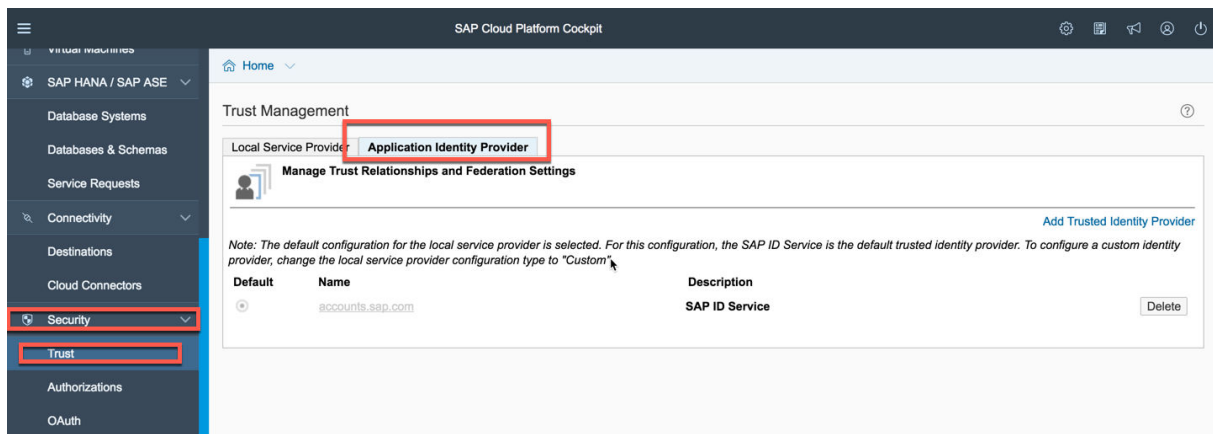 SAP Cloud Platform Cockpit
Virtual Machines
SAP HANA / SAP ASE
Database Systems
Databases & Schemas
Service Requests
Connectivity
Destinations
Cloud Connectors
Security
Trust
Authorizations
OAuth
Home
Trust Management
Local Service Provider
Application Identity Provider
Manage Trust Relationships and Federation Settings
Add Trusted Identity Provider
Note: The default configuration for the local service provider is selected. For this configuration, the SAP ID Service is the default trusted identity provider. To configure a custom identity
provider, change the local service provider configuration type to "Custom".
Default Name Description
accounts.sap.com SAP ID Service Delete